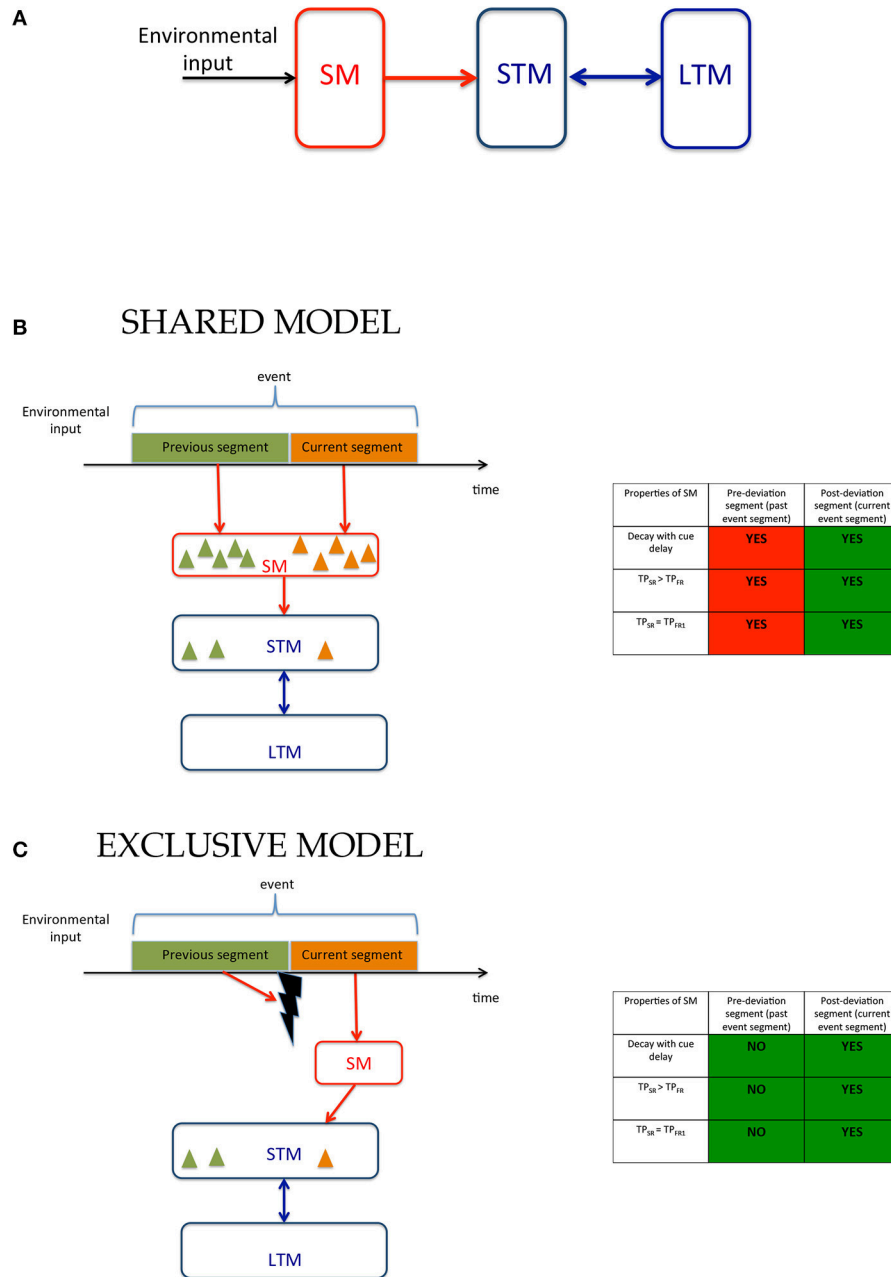 A
Environmental
input
SM
STM
LTM
B
SHARED MODEL
event
Environmental
input
Previous segment
Current segment
time
SM
STM
LTM
Properties of SM
Pre-deviation
segment (past
event segment)
Post-deviation
segment (current
event segment)
Decay with cue
delay
YES
YES
TPSR > TPFR
YES
YES
TPSR = TPFR1
YES
YES
C
EXCLUSIVE MODEL
event
Environmental
input
Previous segment
Current segment
time
SM
STM
LTM
Properties of SM
Pre-deviation
segment (past
event segment)
Post-deviation
segment (current
event segment)
Decay with cue
delay
NO
YES
TPSR > TPFR
NO
YES
TPSR = TPFR1
NO
YES